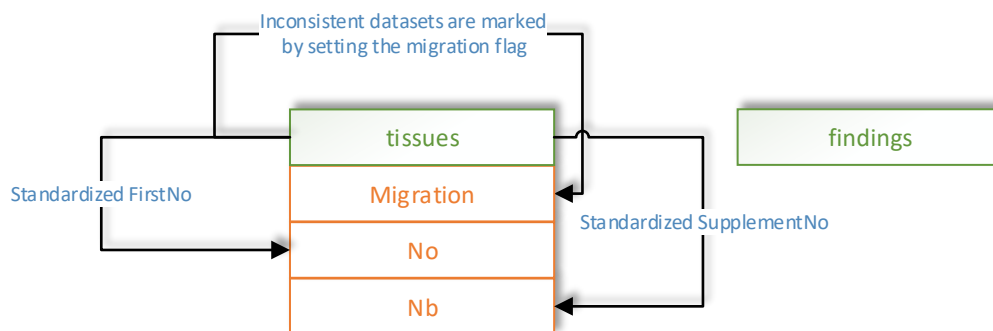 Inconsistent datasets are marked
by setting the migration flag
tissues
findings
Migration
Standardized FirstNo
Standardized SupplementNo
No
Nb